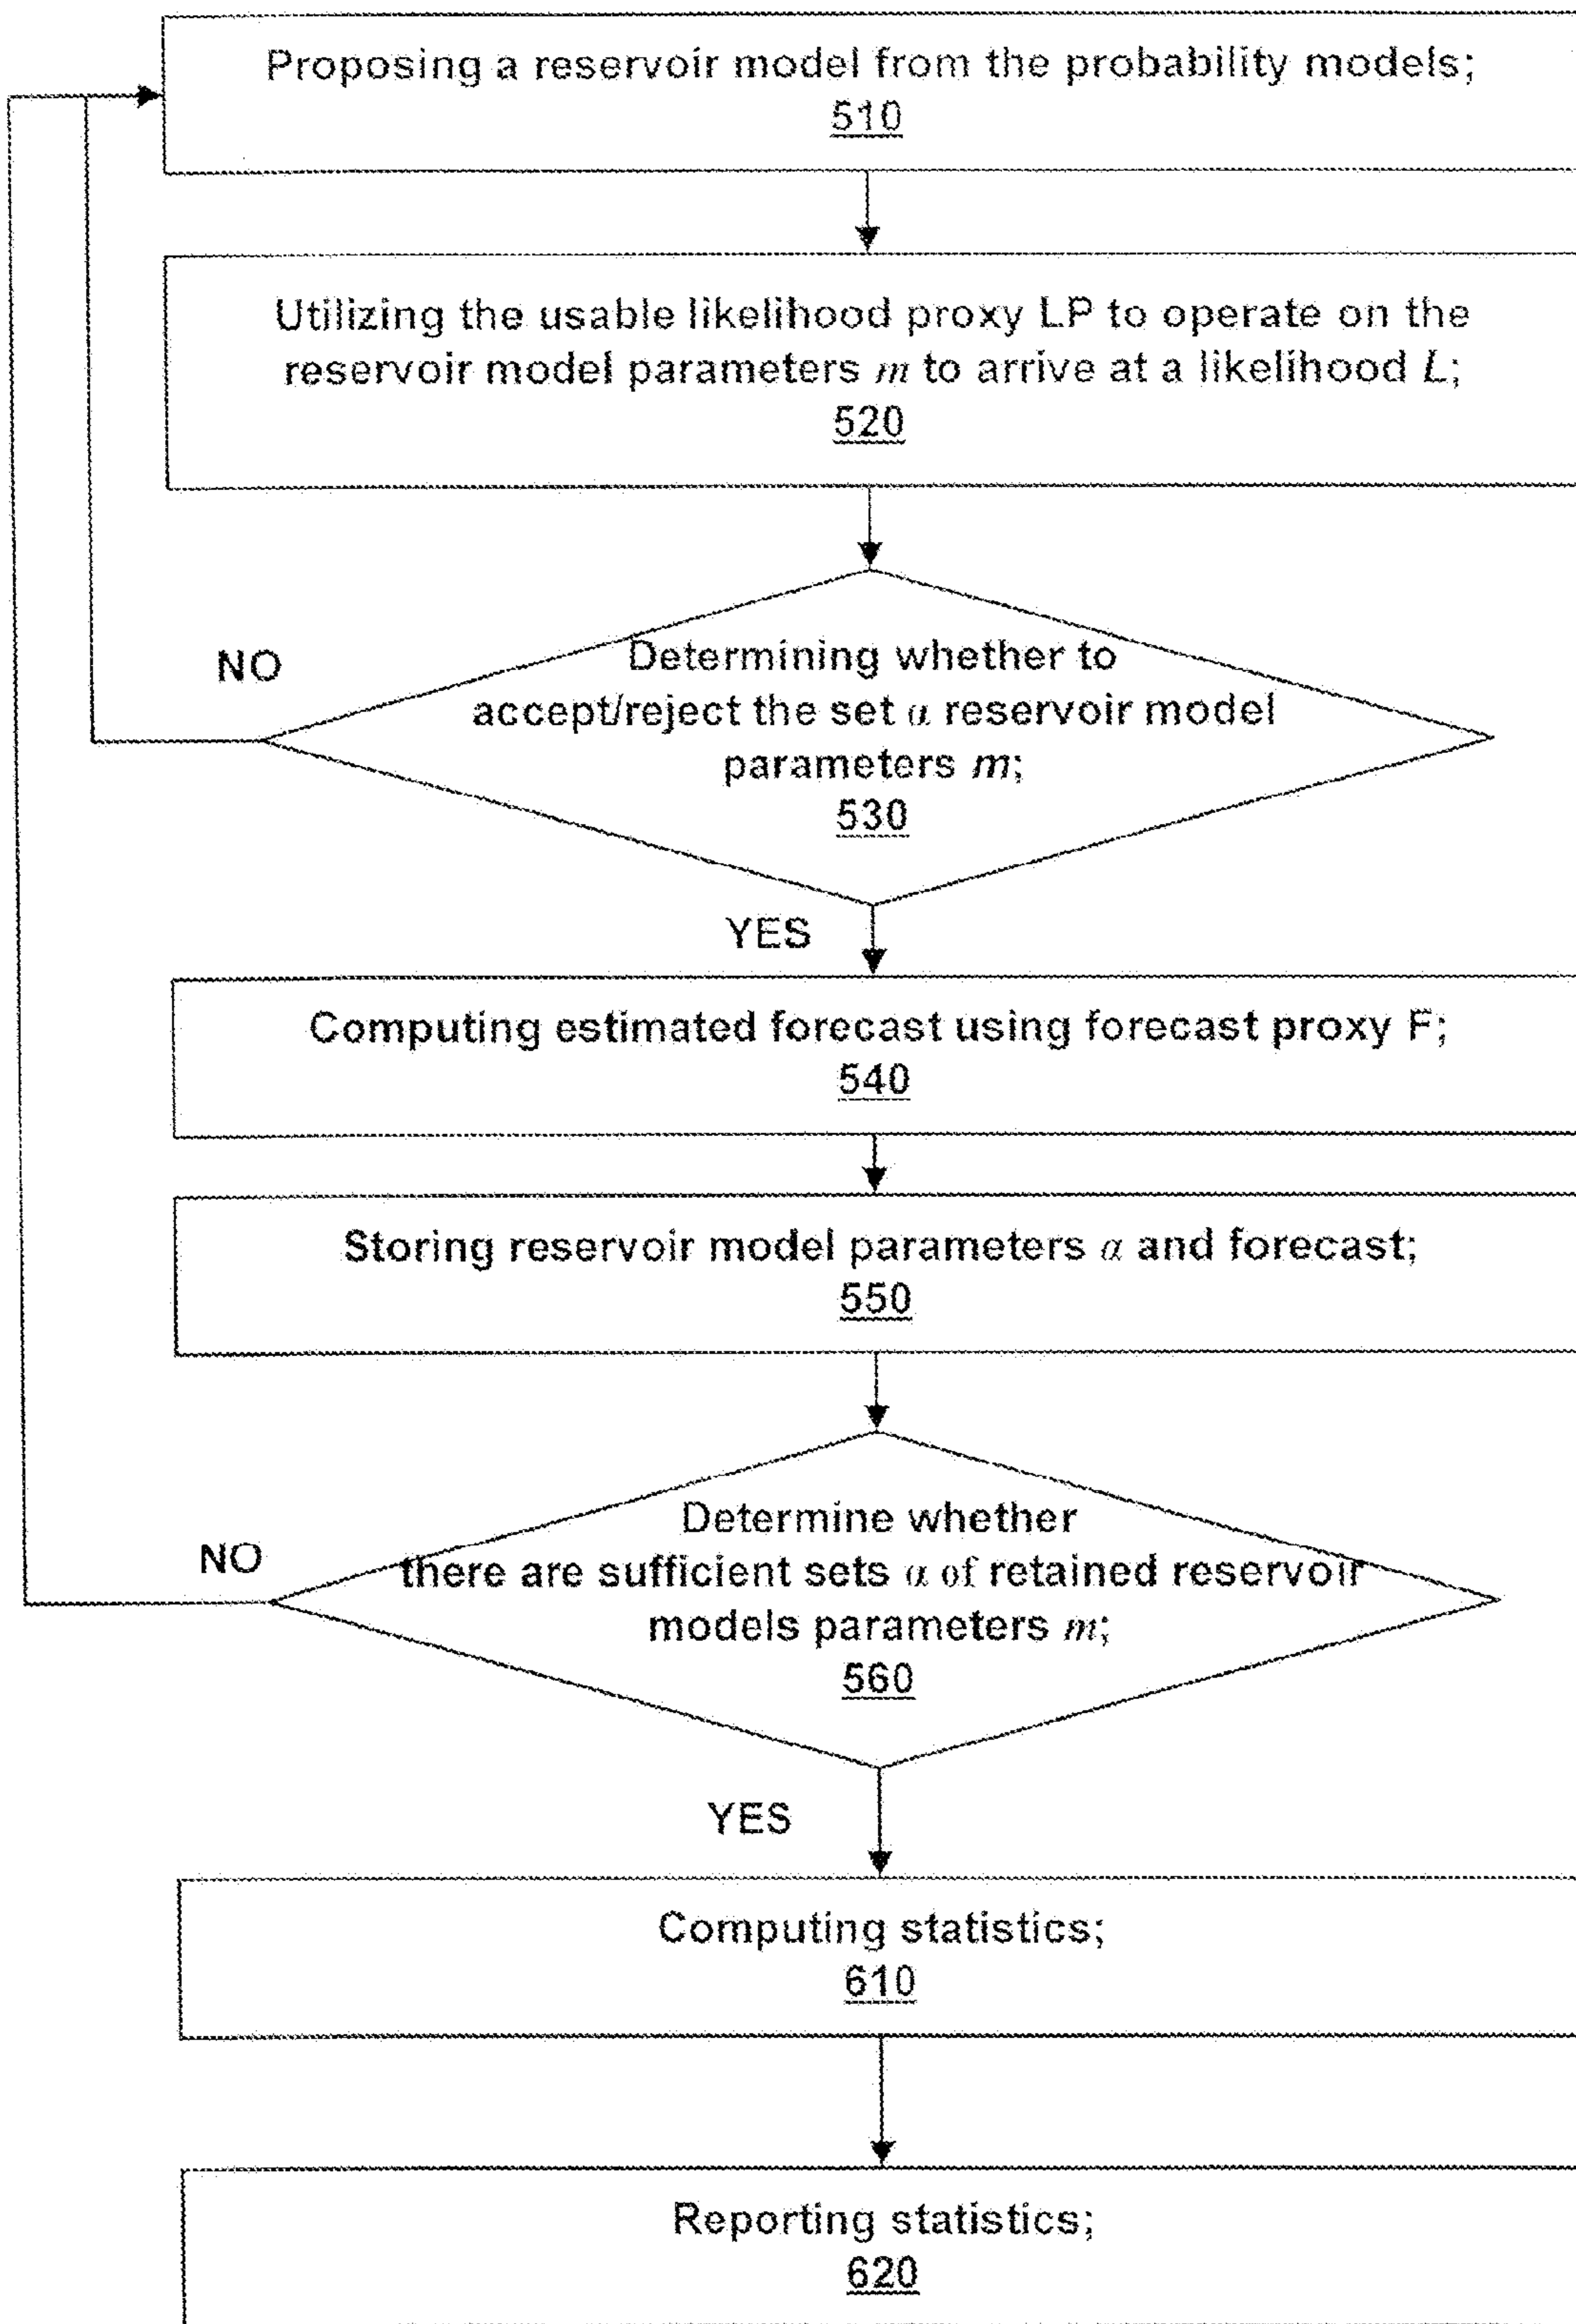 Proposing a reservoir model from the probability models;
510
Utilizing the usable likelihood proxy LP to operate on the
reservoir model parameters m to arrive at a likelihood L;
520
NO
Determining whether to
accept/reject the set α reservoir model
parameters m;
530
YES
Computing estimated forecast using forecast proxy F;
540
Storing reservoir model parameters α and forecast;
550
NO
Determine whether
there are sufficient sets α of retained reservoir
models parameters m;
560
YES
Computing statistics;
610
Reporting statistics;
620